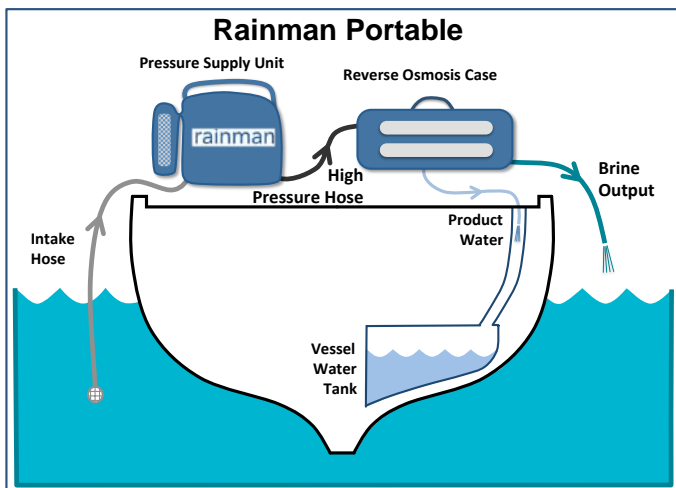 Rainman Portable
Pressure Supply Unit
Reverse Osmosis Case
rainman
High
Pressure Hose
Brine
Output
Intake
Hose
Product
Water
Vessel
Water
Tank